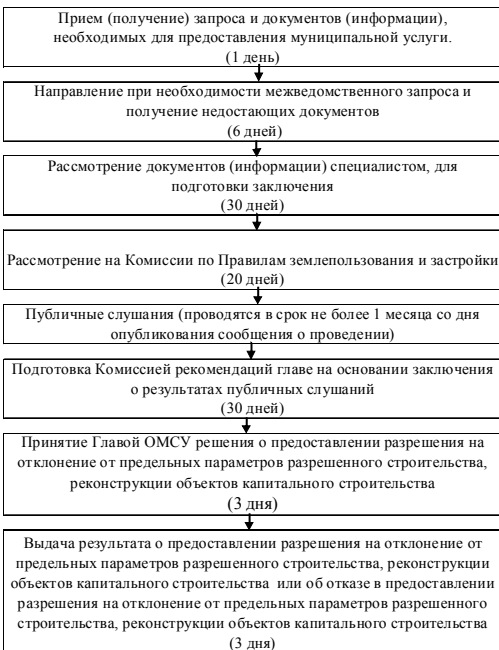 Прием (получение) запроса и документов (информации),
необходимых для предоставления муниципальной услуги.
(1 день)
Направление при необходимости межведомственного запроса и
получение недостающих документов
(6 дней)
Рассмотрение документов (информации) специалистом, для
подготовки заключения
(30 дней)
Рассмотрение на Комиссии по Правилам землепользования и застройки
(20 дней)
Публичные слушания (проводятся в срок не более 1 месяца со дня
опубликования сообщения о проведении)
Подготовка Комиссией рекомендаций главе на основании заключения
о результатах публичных слушаний
(30 дней)
Принятие Главой ОМСУ решения о предоставлении разрешения на
отклонение от предельных параметров разрешенного строительства,
реконструкции объектов капитального строительства
(3 дня)
Выдача результата о предоставлении разрешения на отклонение от
предельных параметров разрешенного строительства, реконструкции
объектов капитального строительства или об отказе в предоставлении
разрешения на отклонение от предельных параметров разрешенного
строительства, реконструкции объектов капитального строительства
(3 дня)